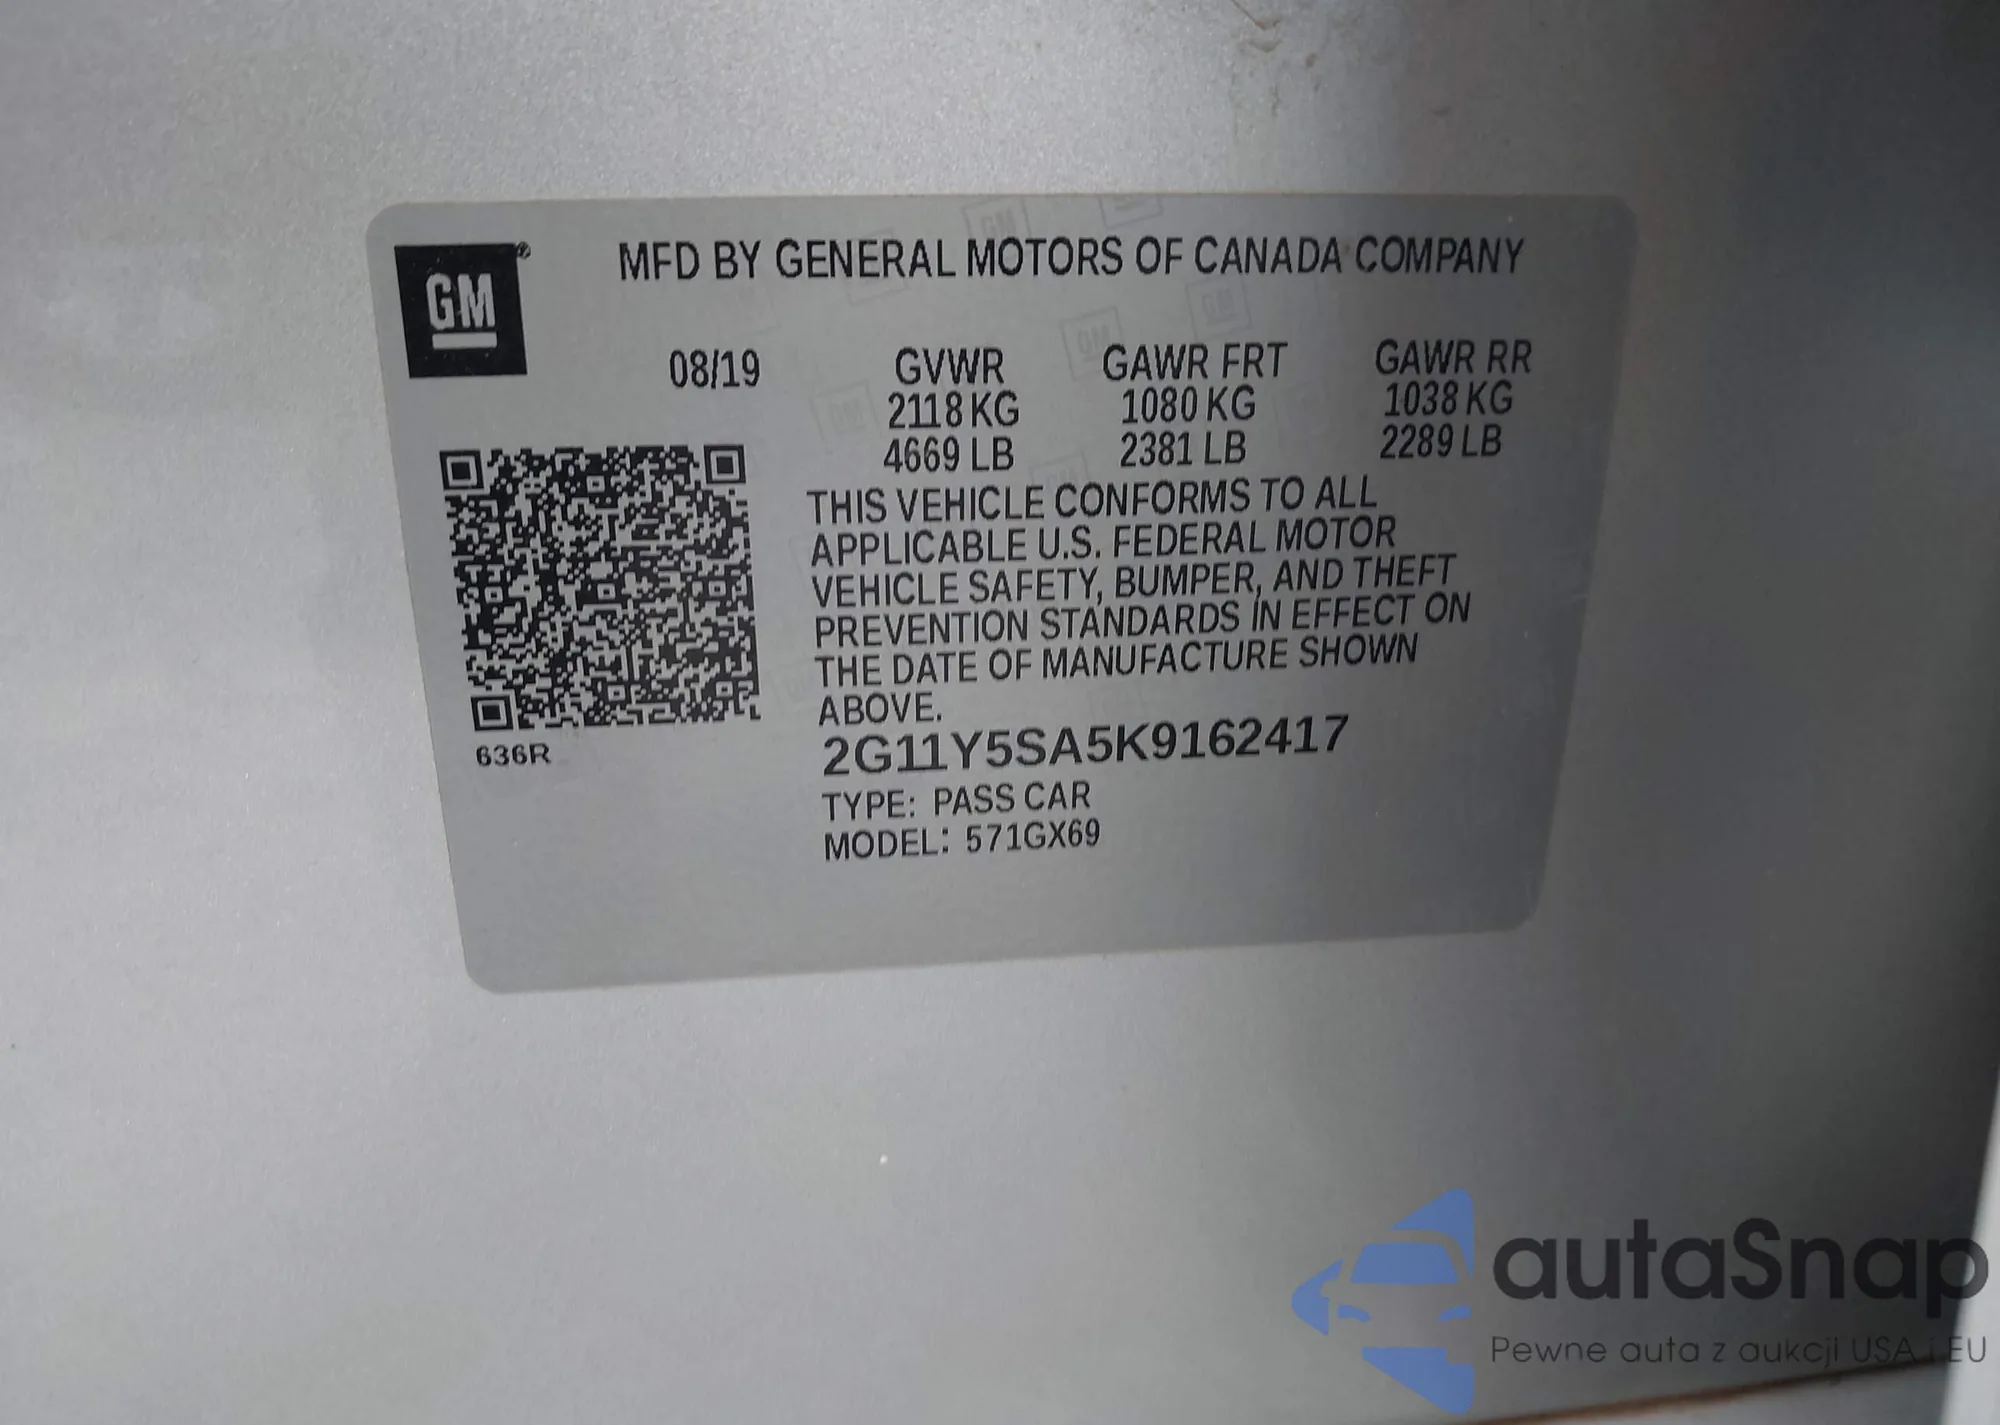 GM®
MFD BY GENERAL MOTORS OF CANADA COMPANY
08/19 GVWR GAWR FRT GAWR RR
2118 KG 1080 KG 1038 KG
4669 LB 2381 LB 2289 LB
THIS VEHICLE CONFORMS TO ALL
APPLICABLE U.S. FEDERAL MOTOR
VEHICLE SAFETY, BUMPER, AND THEFT
PREVENTION STANDARDS IN EFFECT ON
THE DATE OF MANUFACTURE SHOWN
ABOVE.
636R
2G11Y5SA5K9162417
TYPE: PASS CAR
MODEL: 571GX69
autaSnap
Pewne auta z aukcji USA i EU